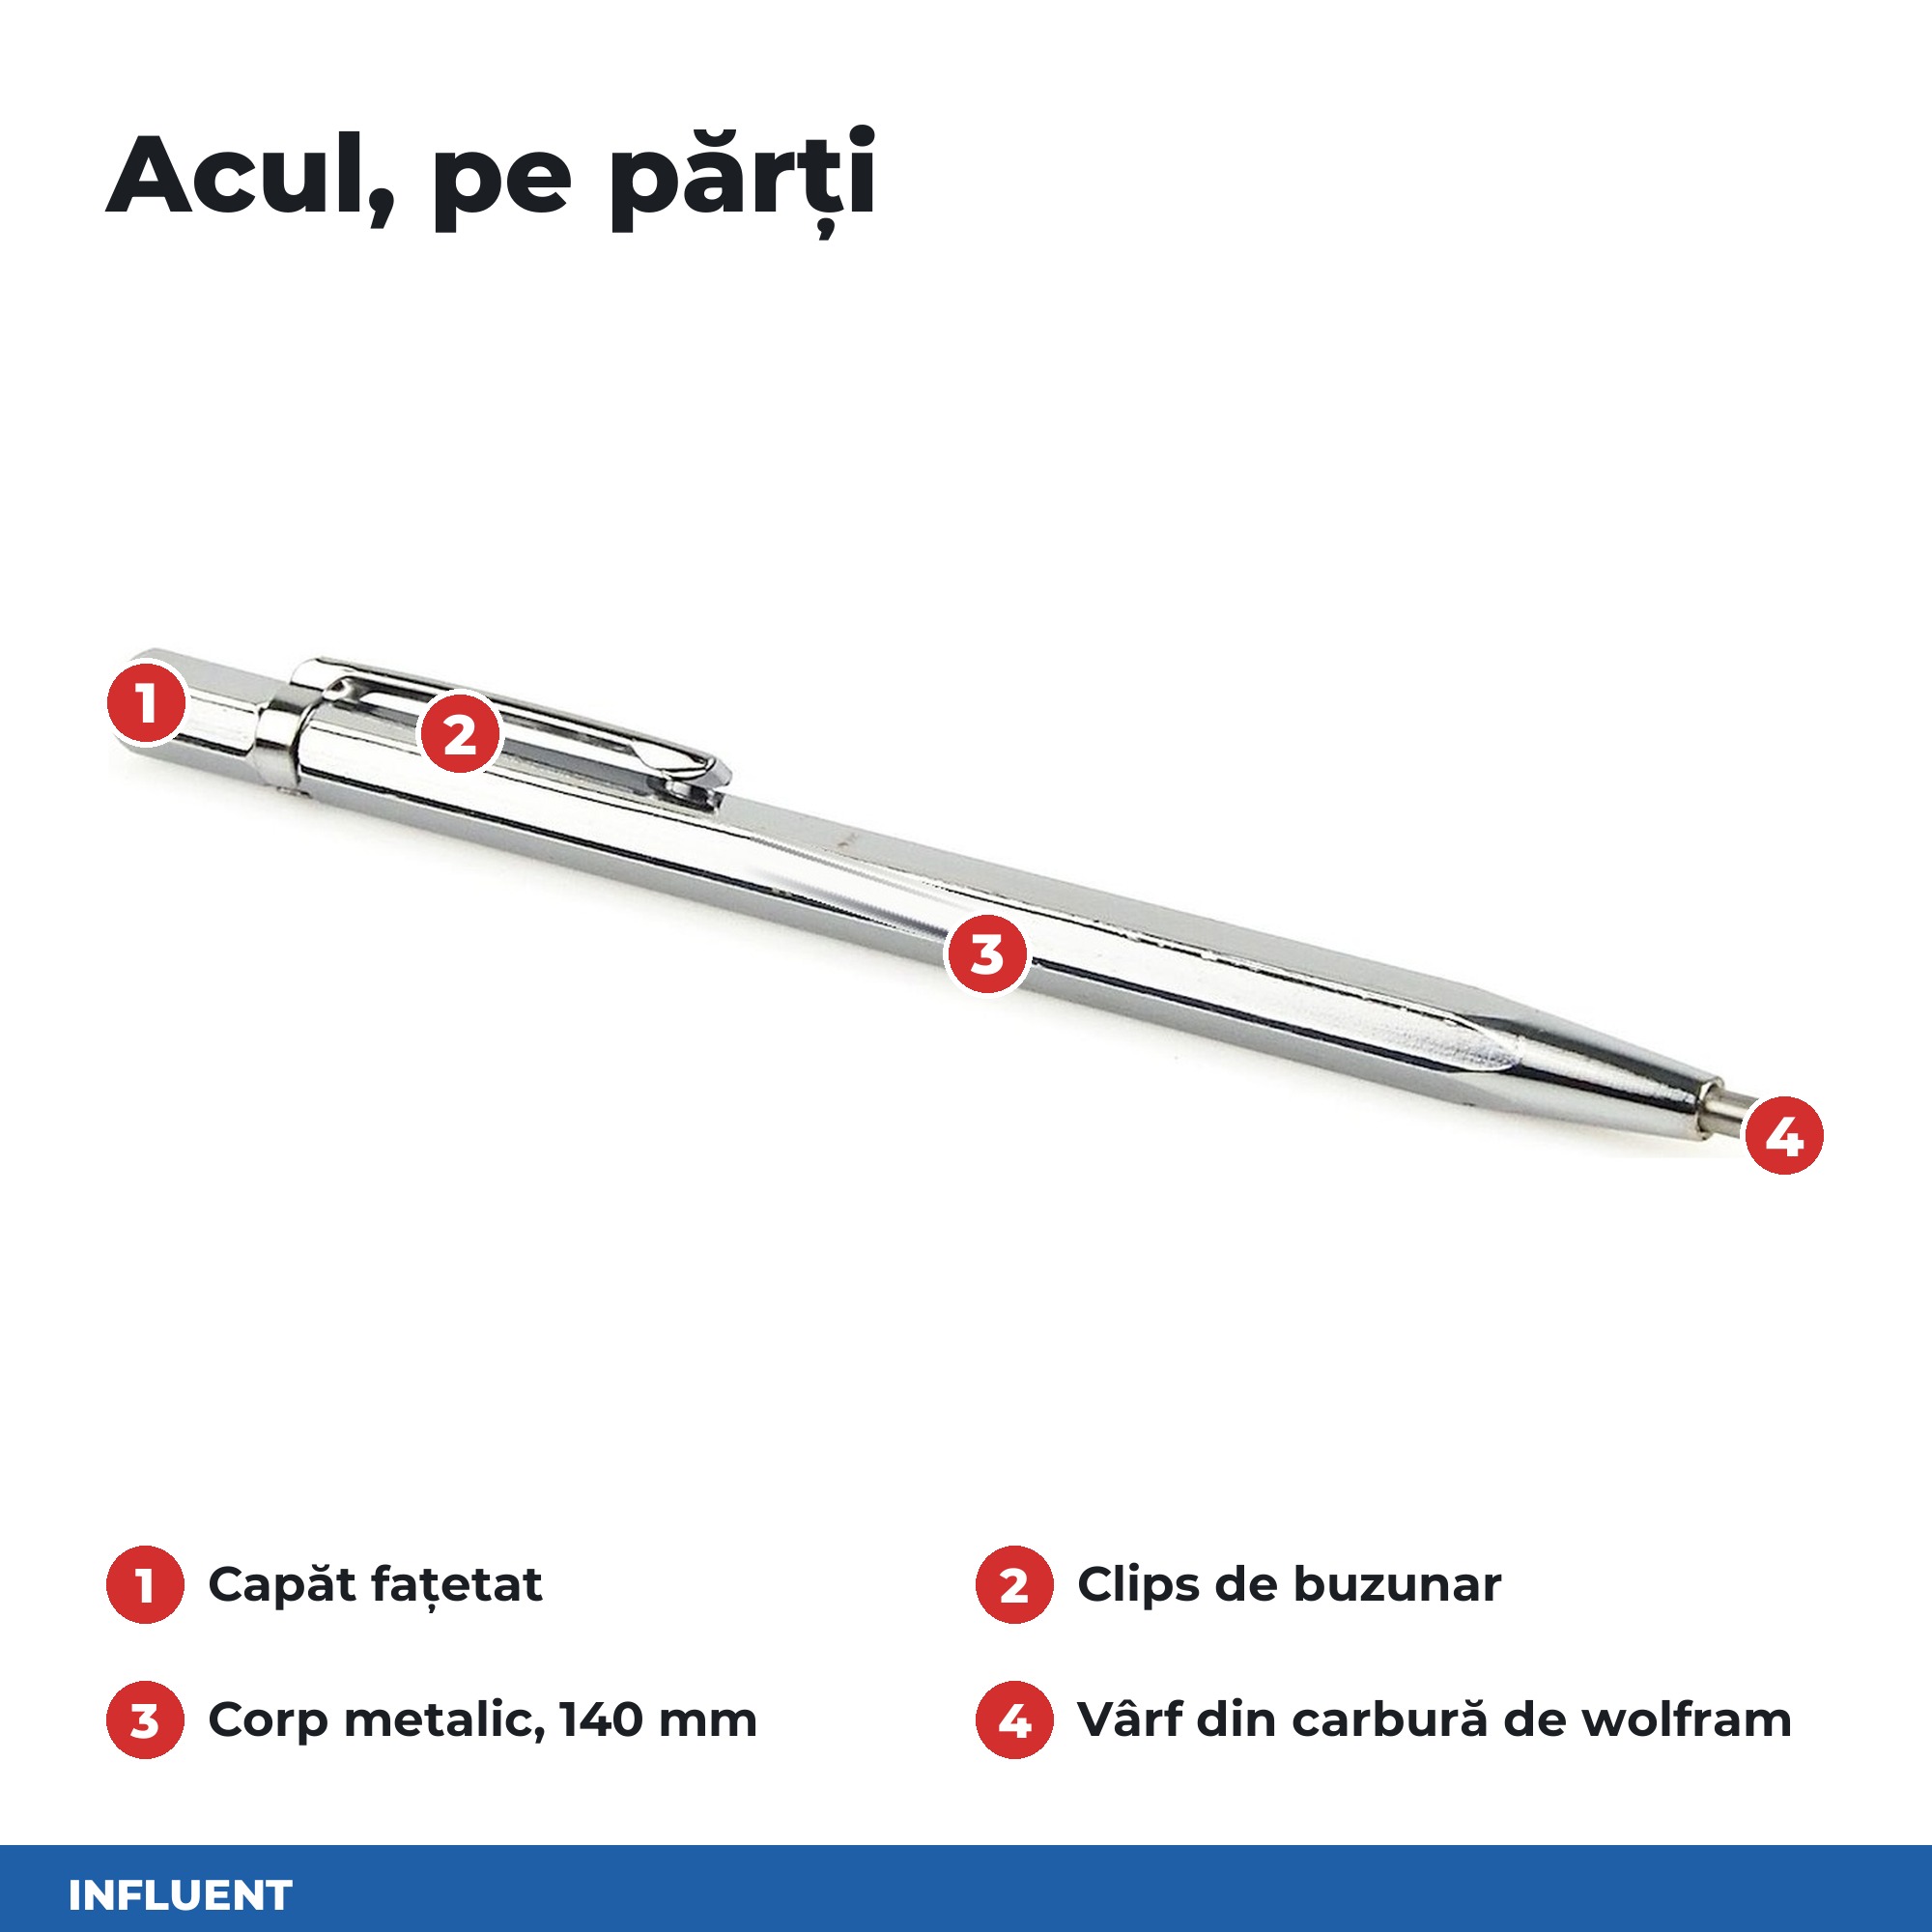 Acul, pe părți
1
2
3
4
1 Capăt fațetat
2 Clips de buzunar
3 Corp metalic, 140 mm
4 Vârf din carbură de wolfram
INFLUENT